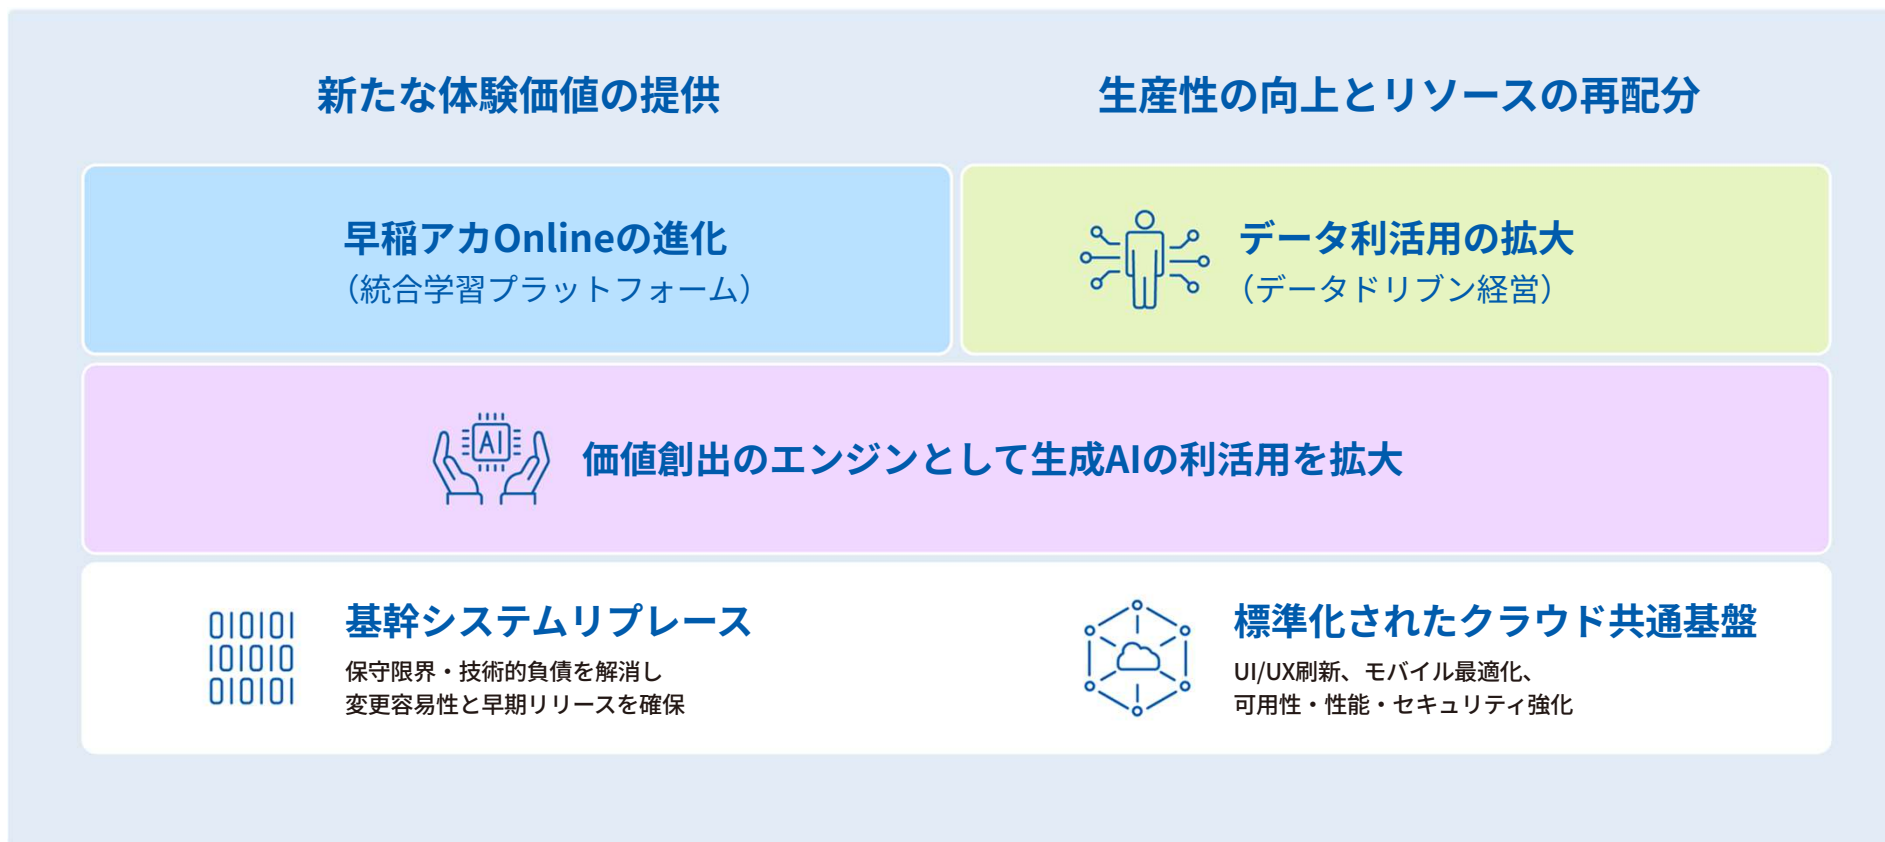 新たな体験価値の提供
生産性の向上とリソースの再配分
早稲アカOnlineの進化
（統合学習プラットフォーム）
データ利活用の拡大
（データドリブン経営）
AI
価値創出のエンジンとして生成AIの利活用を拡大
010101
101010
010101
基幹システムリプレース
保守限界・技術的負債を解消し
変更容易性と早期リリースを確保
標準化されたクラウド共通基盤
UI/UX刷新、モバイル最適化、
可用性・性能・セキュリティ強化